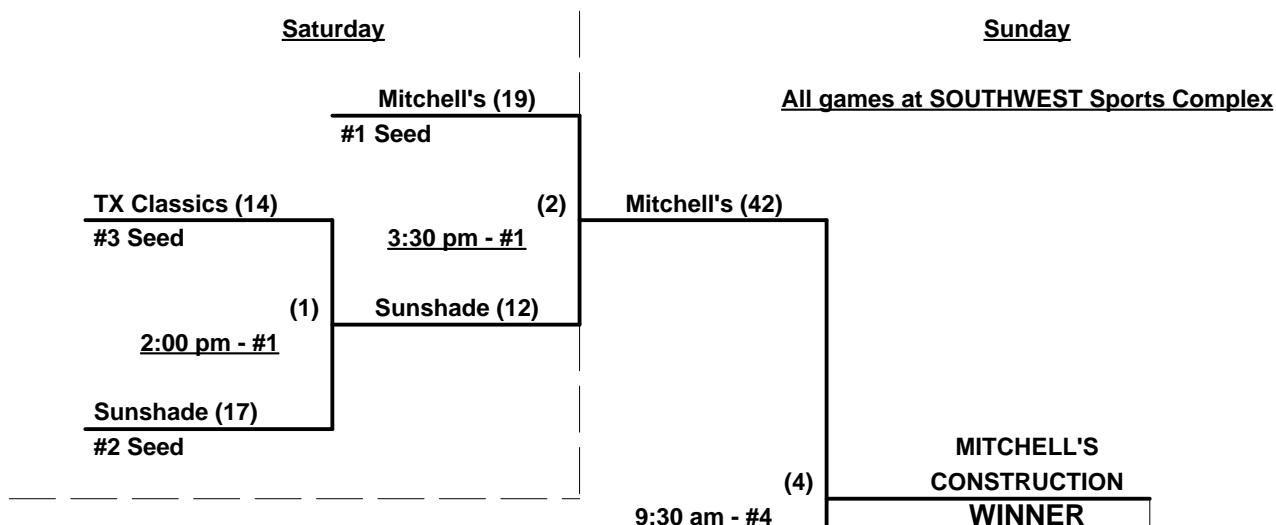 Saturday
Sunday
Mitchell's (19)
All games at SOUTHWEST Sports Complex
#1 Seed
TX Classics (14)
(2)
Mitchell's (42)
#3 Seed
3:30 pm - #1
(1)
Sunshade (12)
2:00 pm - #1
Sunshade (17)
#2 Seed
MITCHELL'S
(4)
CONSTRUCTION
9:30 am - #4
WINNER